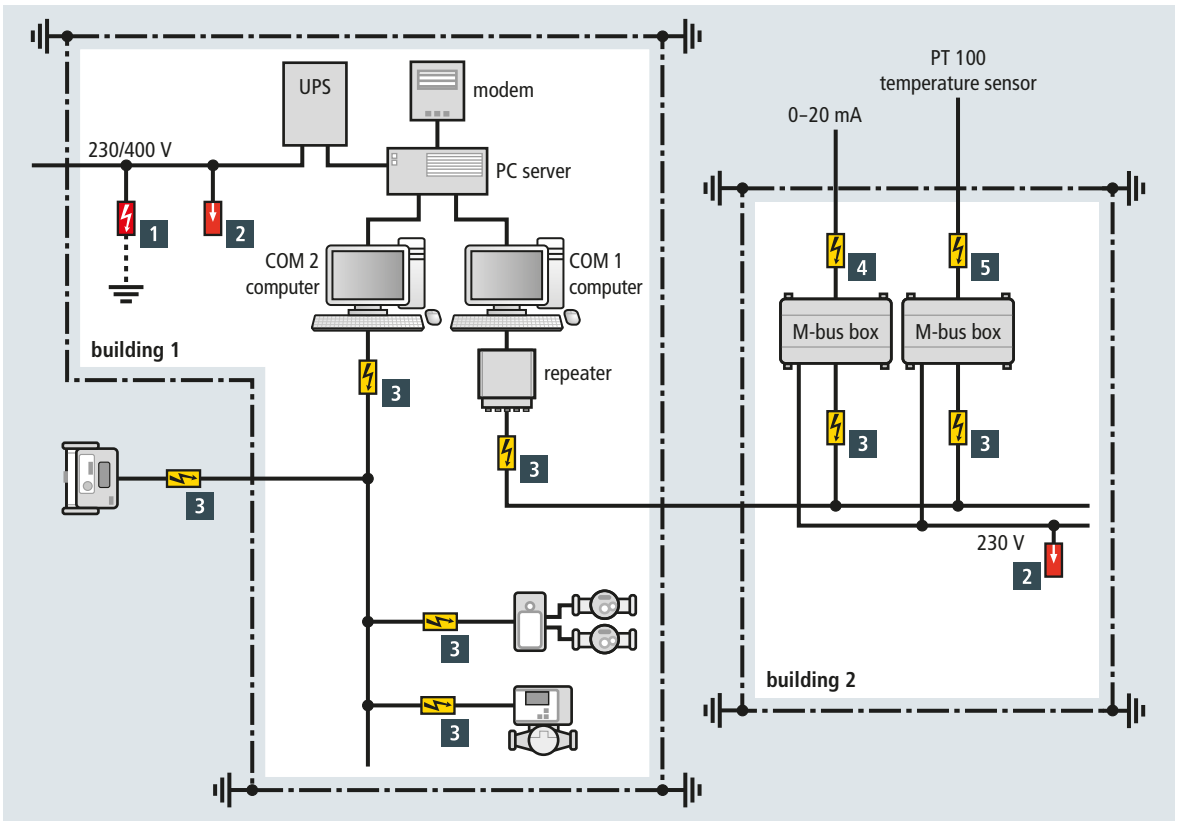 UPS
modem
PT 100
temperature sensor
0–20 mA
230/400 V
PC server
1
2
COM 2
computer
COM 1
computer
4
5
M-bus box
M-bus box
building 1
repeater
3
3
3
3
3
230 V
2
3
building 2
3